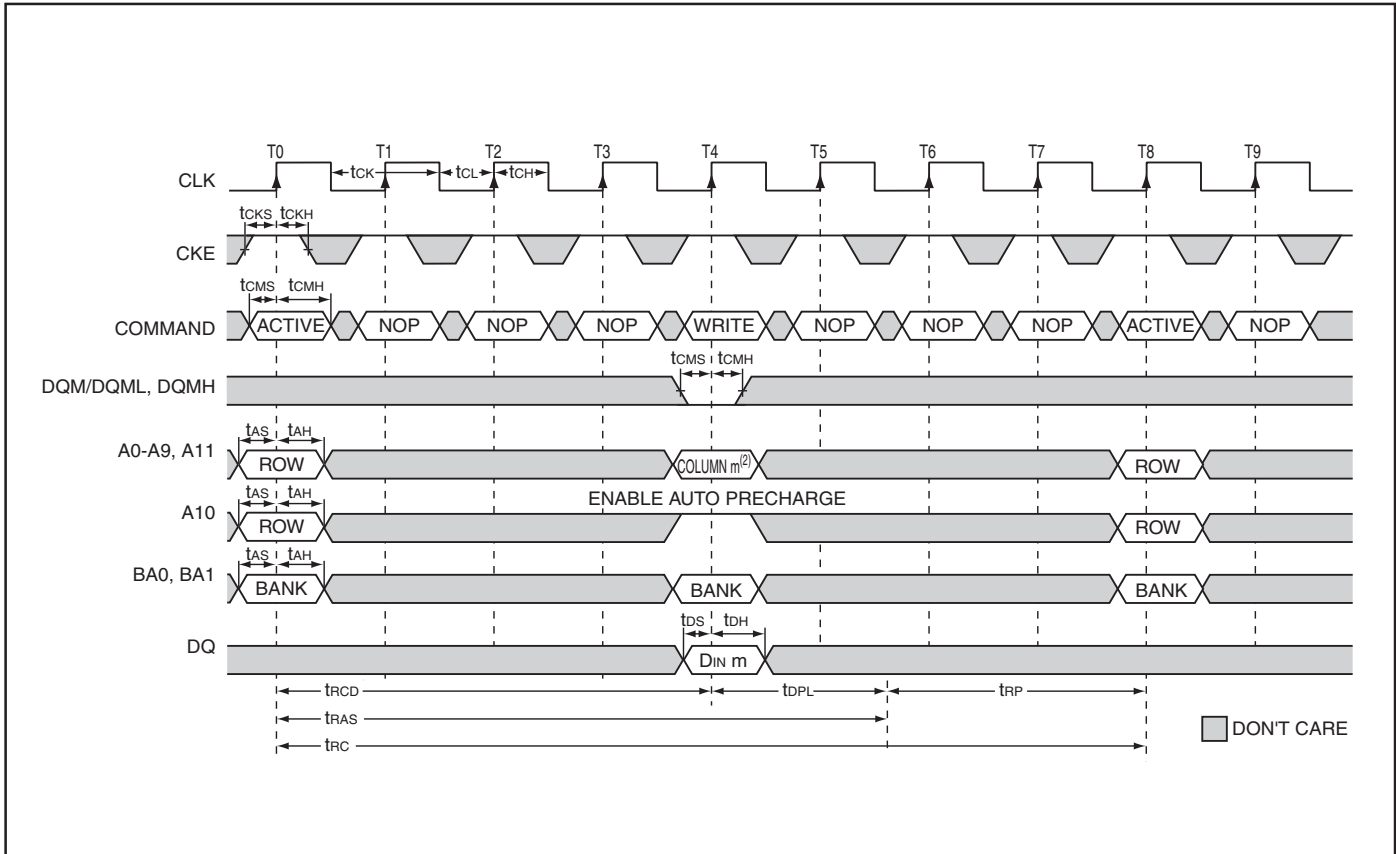 T0 T1 T2 T3 T4 T5 T6 T7 T8 T9
CLK tCK tCL tCH
tCKS tCKH
CKE
tCMS tCMH
COMMAND ACTIVE NOP NOP NOP WRITE NOP NOP NOP ACTIVE NOP
tCMS tCMH
DQM/DQML, DQMH
tAS tAH
A0-A9, A11 ROW COLUMN m(2) ROW
tAS tAH ENABLE AUTO PRECHARGE
A10 ROW ROW
tAS tAH
BA0, BA1 BANK BANK BANK
tDS tDH
DQ DIN m
tRCD tDPL tRP
tRAS
DON'T CARE
tRC